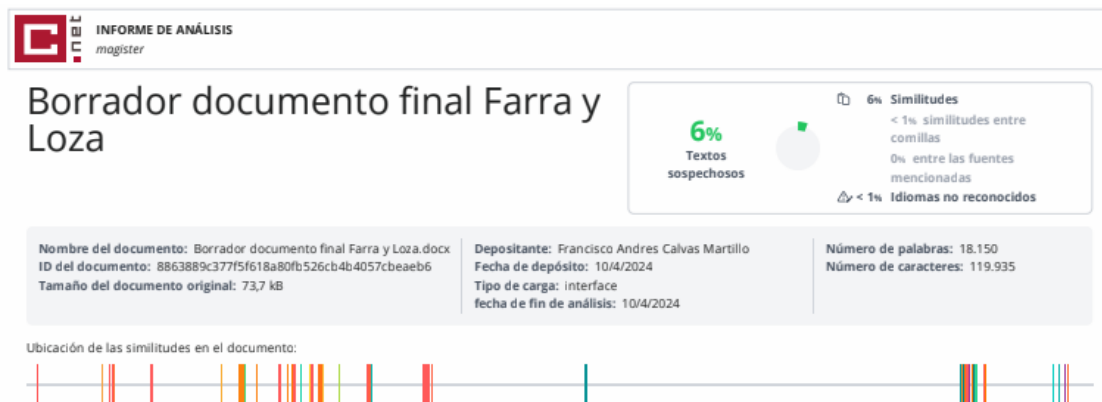 C
.net
INFORME DE ANÁLISIS
magister
Borrador documento final Farra y
Loza
6%
Textos
sospechosos
6% Similitudes
< 1% similitudes entre
comillas
0% entre las fuentes
mencionadas
< 1% Idiomas no reconocidos
Nombre del documento: Borrador documento final Farra y Loza.docx
ID del documento: 8863889c377f5f618a80fb526cb4b4057cbeaeb6
Tamaño del documento original: 73,7 kB
Depositante: Francisco Andres Calvas Martillo
Fecha de depósito: 10/4/2024
Tipo de carga: interface
fecha de fin de análisis: 10/4/2024
Número de palabras: 18.150
Número de caracteres: 119.935
Ubicación de las similitudes en el documento: